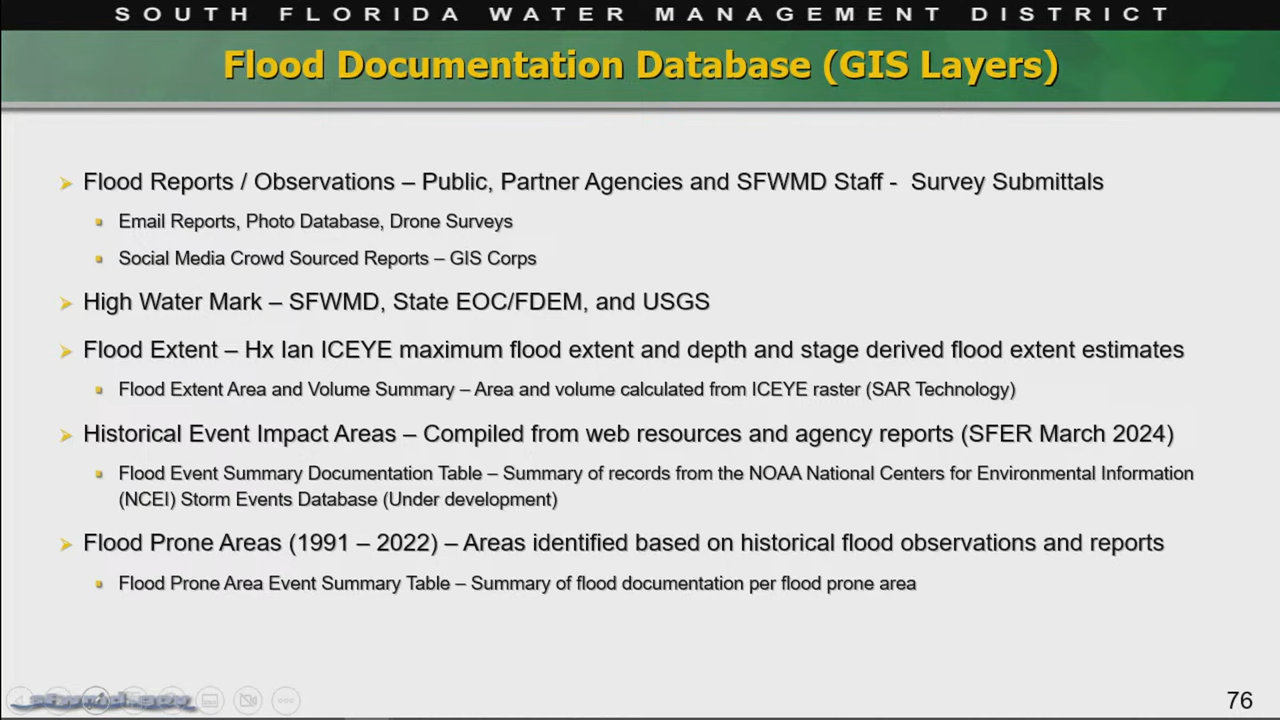 SOUTH FLORIDA WATER MANAGEMENT DISTRICT
Flood Documentation Database (GIS Layers)
Flood Reports / Observations – Public, Partner Agencies and SFWMD Staff - Survey Submittals
Email Reports, Photo Database, Drone Surveys
Social Media Crowd Sourced Reports – GIS Corps
High Water Mark – SFWMD, State EOC/FDEM, and USGS
Flood Extent – Hx Ian ICEYE maximum flood extent and depth and stage derived flood extent estimates
Flood Extent Area and Volume Summary – Area and volume calculated from ICEYE raster (SAR Technology)
Historical Event Impact Areas – Compiled from web resources and agency reports (SFER March 2024)
Flood Event Summary Documentation Table – Summary of records from the NOAA National Centers for Environmental Information
(NCEI) Storm Events Database (Under development)
Flood Prone Areas (1991 – 2022) – Areas identified based on historical flood observations and reports
Flood Prone Area Event Summary Table – Summary of flood documentation per flood prone area
sfwmd.gov
76